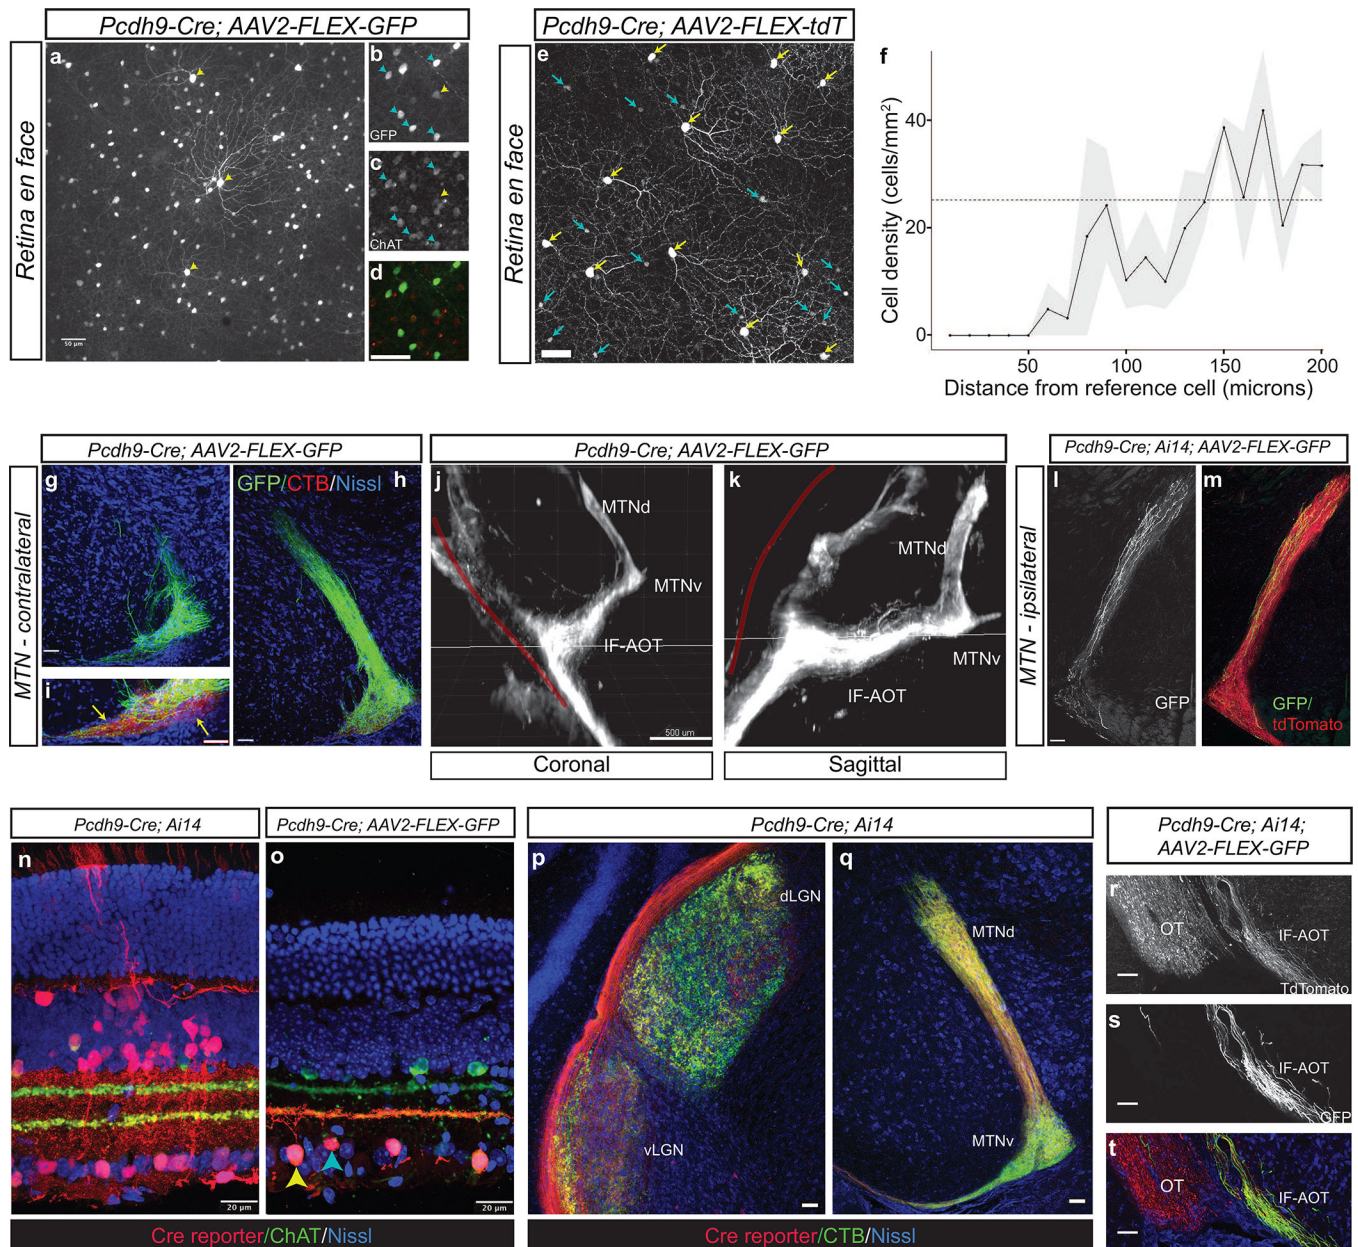 Pcdh9-Cre; AAV2-FLEX-GFP
Retina en face
a
50 μm
b
GFP
c
ChAT
d
Pcdh9-Cre; AAV2-FLEX-tdT
Retina en face
e
f
Cell density (cells/mm²)
40
20
0
50
100
150
200
Distance from reference cell (microns)
Pcdh9-Cre; AAV2-FLEX-GFP
MTN - contralateral
g
GFP/CTB/Nissl
h
i
Pcdh9-Cre; AAV2-FLEX-GFP
j
MTNd
MTNv
IF-AOT
500 um
Coronal
k
MTNd
MTNv
IF-AOT
Sagittal
Pcdh9-Cre; Ai14; AAV2-FLEX-GFP
MTN - ipsilateral
l
GFP
m
GFP/
tdTomato
Pcdh9-Cre; Ai14
n
20 μm
Pcdh9-Cre; AAV2-FLEX-GFP
o
20 μm
Cre reporter/ChAT/Nissl
Pcdh9-Cre; Ai14
p
dLGN
vLGN
q
MTNd
MTNv
Cre reporter/CTB/Nissl
Pcdh9-Cre; Ai14;
AAV2-FLEX-GFP
r
OT
IF-AOT
TdTomato
s
IF-AOT
GFP
t
OT
IF-AOT